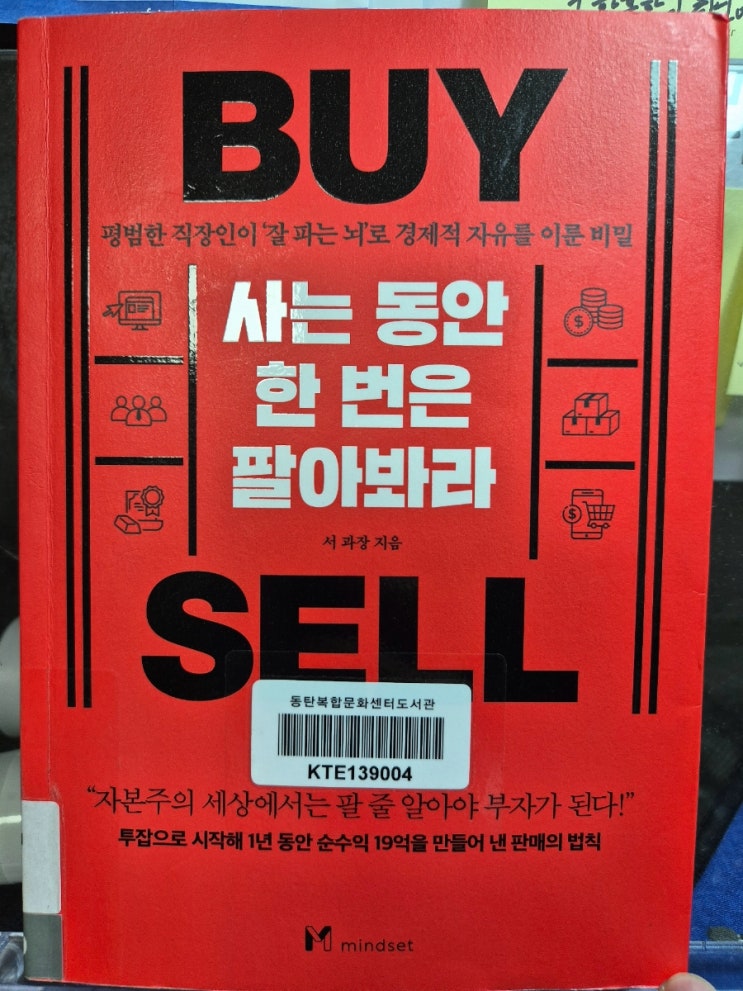 BUY
평범한 직장인이 '잘 파는 뇌'로 경제적 자유를 이룬 비밀
사는 동안
한 번은
팔아봐라
서 과장 지음
SELL
동탄복합문화센터도서관
KTE139004
“자본주의 세상에서는 팔 줄 알아야 부자가 된다!”
투잡으로 시작해 1년 동안 순수익 19억을 만들어 낸 판매의 법칙
M mindset